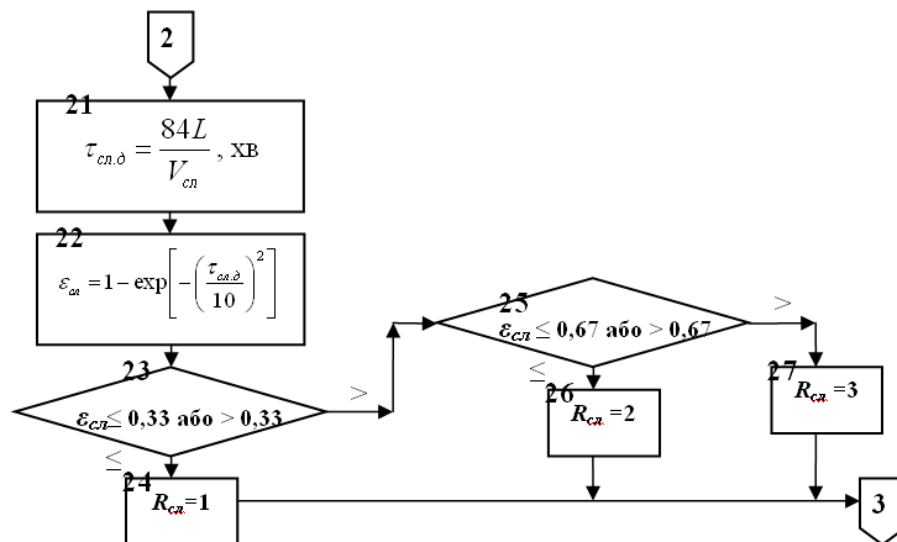 2
21
τ_сл.д = 84L / V_сл , хв
22
ε_сл = 1 − exp[−(τ_сл.д / 10)²]
23
ε_сл ≤ 0,33 або > 0,33
>
≤
24
R_сл=1
25
ε_сл ≤ 0,67 або > 0,67
>
≤
26
R_сл=2
27
R_сл=3
3